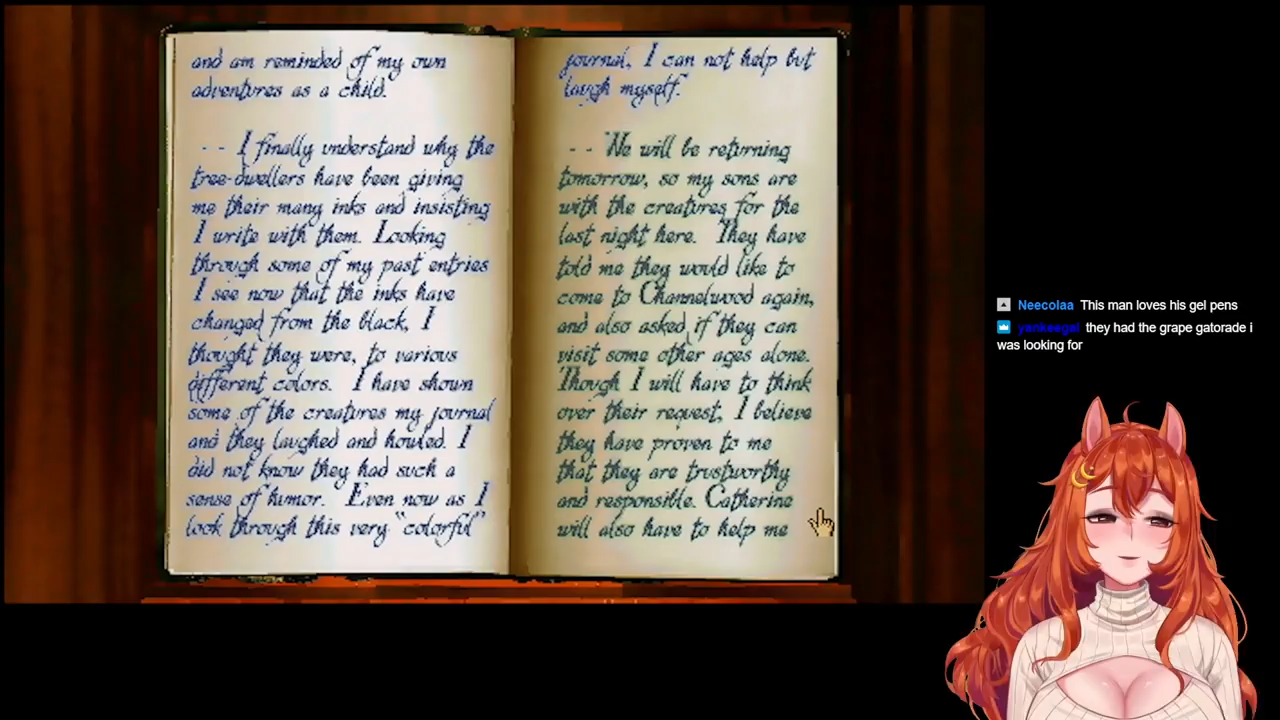 and am reminded of my own
adventures as a child.
-- I finally understand why the
tree-dwellers have been giving
me their many inks and insisting
I write with them. Looking
through some of my past entries
I see now that the inks have
changed from the black, I
thought they were, to various
different colors. I have shown
some of the creatures my journal
and they laughed and howled. I
did not know they had such a
sense of humor. Even now as I
look through this very "colorful"
journal, I can not help but
laugh myself.
-- We will be returning
tomorrow, so my sons are
with the creatures for the
last night here. They have
told me they would like to
come to Channelwood again,
and also asked if they can
visit some other ages alone.
Though I will have to think
over their request, I believe
they have proven to me
that they are trustworthy
and responsible. Catherine
will also have to help me
Neecolaa This man loves his gel pens
yankeegal they had the grape gatorade i
was looking for